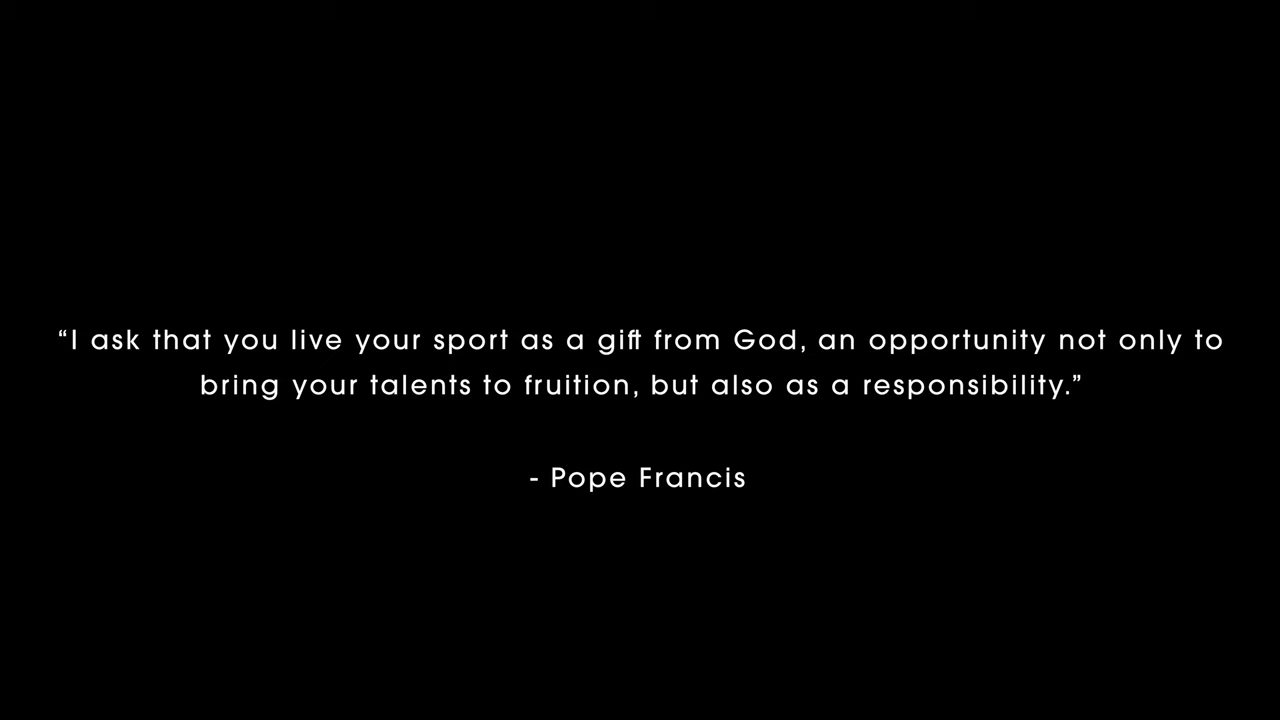 “I ask that you live your sport as a gift from God, an opportunity not only to
bring your talents to fruition, but also as a responsibility.”
- Pope Francis